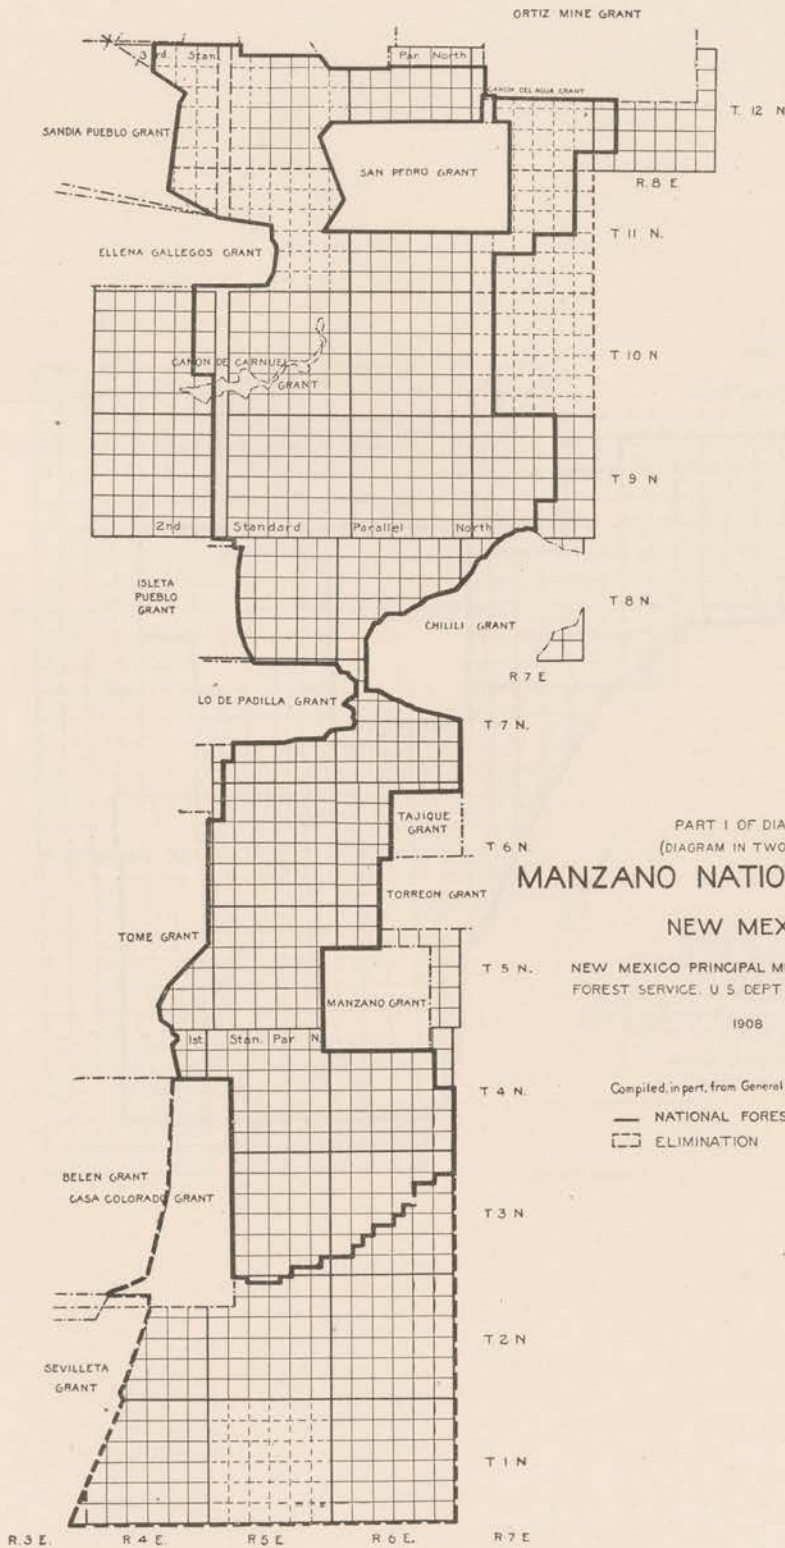 ORTIZ MINE GRANT
3rd. Stan. Par. North
CANON DEL AGUA GRANT
T. 12 N
SANDIA PUEBLO GRANT
SAN PEDRO GRANT
R. 8 E.
T 11 N.
ELLENA GALLEGOS GRANT
T 10 N
CANON DE CARNUEL
GRANT
T 9 N
2nd Standard Parallel North
ISLETA
PUEBLO
GRANT
T 8 N
CHILILI GRANT
R 7 E
LO DE PADILLA GRANT
T 7 N.
TAJIQUE
GRANT
T 6 N
PART 1 OF DIA
(DIAGRAM IN TWO
MANZANO NATIO
TORREON GRANT
NEW MEX
TOME GRANT
T 5 N.
NEW MEXICO PRINCIPAL M
FOREST SERVICE. U S DEPT
MANZANO GRANT
1908
1st Stan. Par N.
T 4 N.
Compiled, in part, from General
NATIONAL FORES
ELIMINATION
BELEN GRANT
CASA COLORADO GRANT
T 3 N
T 2 N
SEVILLETA
GRANT
T 1 N
R. 3 E. R 4 E. R 5 E R 6 E. R 7 E